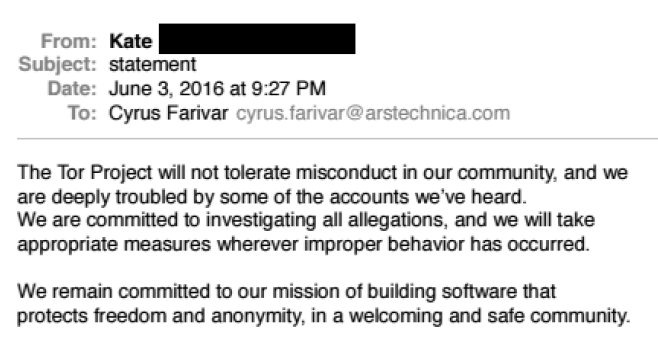 From: Kate
Subject: statement
Date: June 3, 2016 at 9:27 PM
To: Cyrus Farivar cyrus.farivar@arstechnica.com
The Tor Project will not tolerate misconduct in our community, and we
are deeply troubled by some of the accounts we've heard.
We are committed to investigating all allegations, and we will take
appropriate measures wherever improper behavior has occurred.
We remain committed to our mission of building software that
protects freedom and anonymity, in a welcoming and safe community.